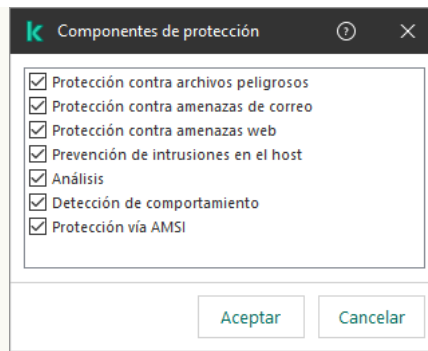 Componentes de protección
Protección contra archivos peligrosos
Protección contra amenazas de correo
Protección contra amenazas web
Prevención de intrusiones en el host
Análisis
Detección de comportamiento
Protección vía AMSI
Aceptar
Cancelar